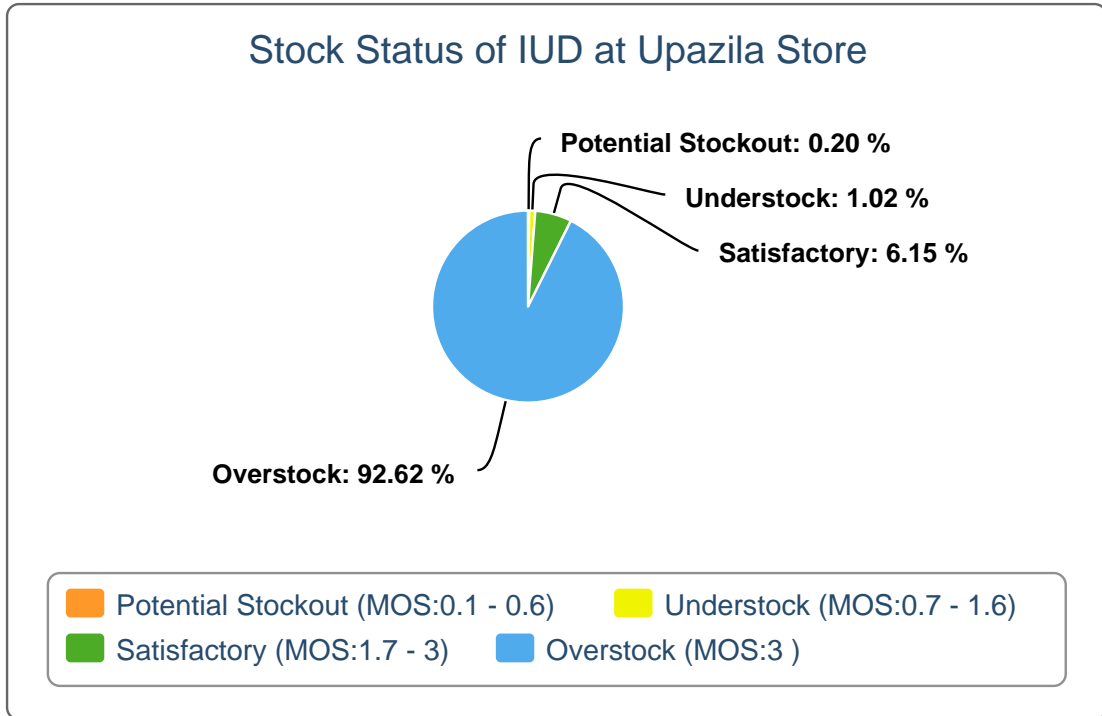 Stock Status of IUD at Upazila Store
Potential Stockout: 0.20 %
Understock: 1.02 %
Satisfactory: 6.15 %
Overstock: 92.62 %
Potential Stockout (MOS:0.1 - 0.6)
Understock (MOS:0.7 - 1.6)
Satisfactory (MOS:1.7 - 3)
Overstock (MOS:3 )